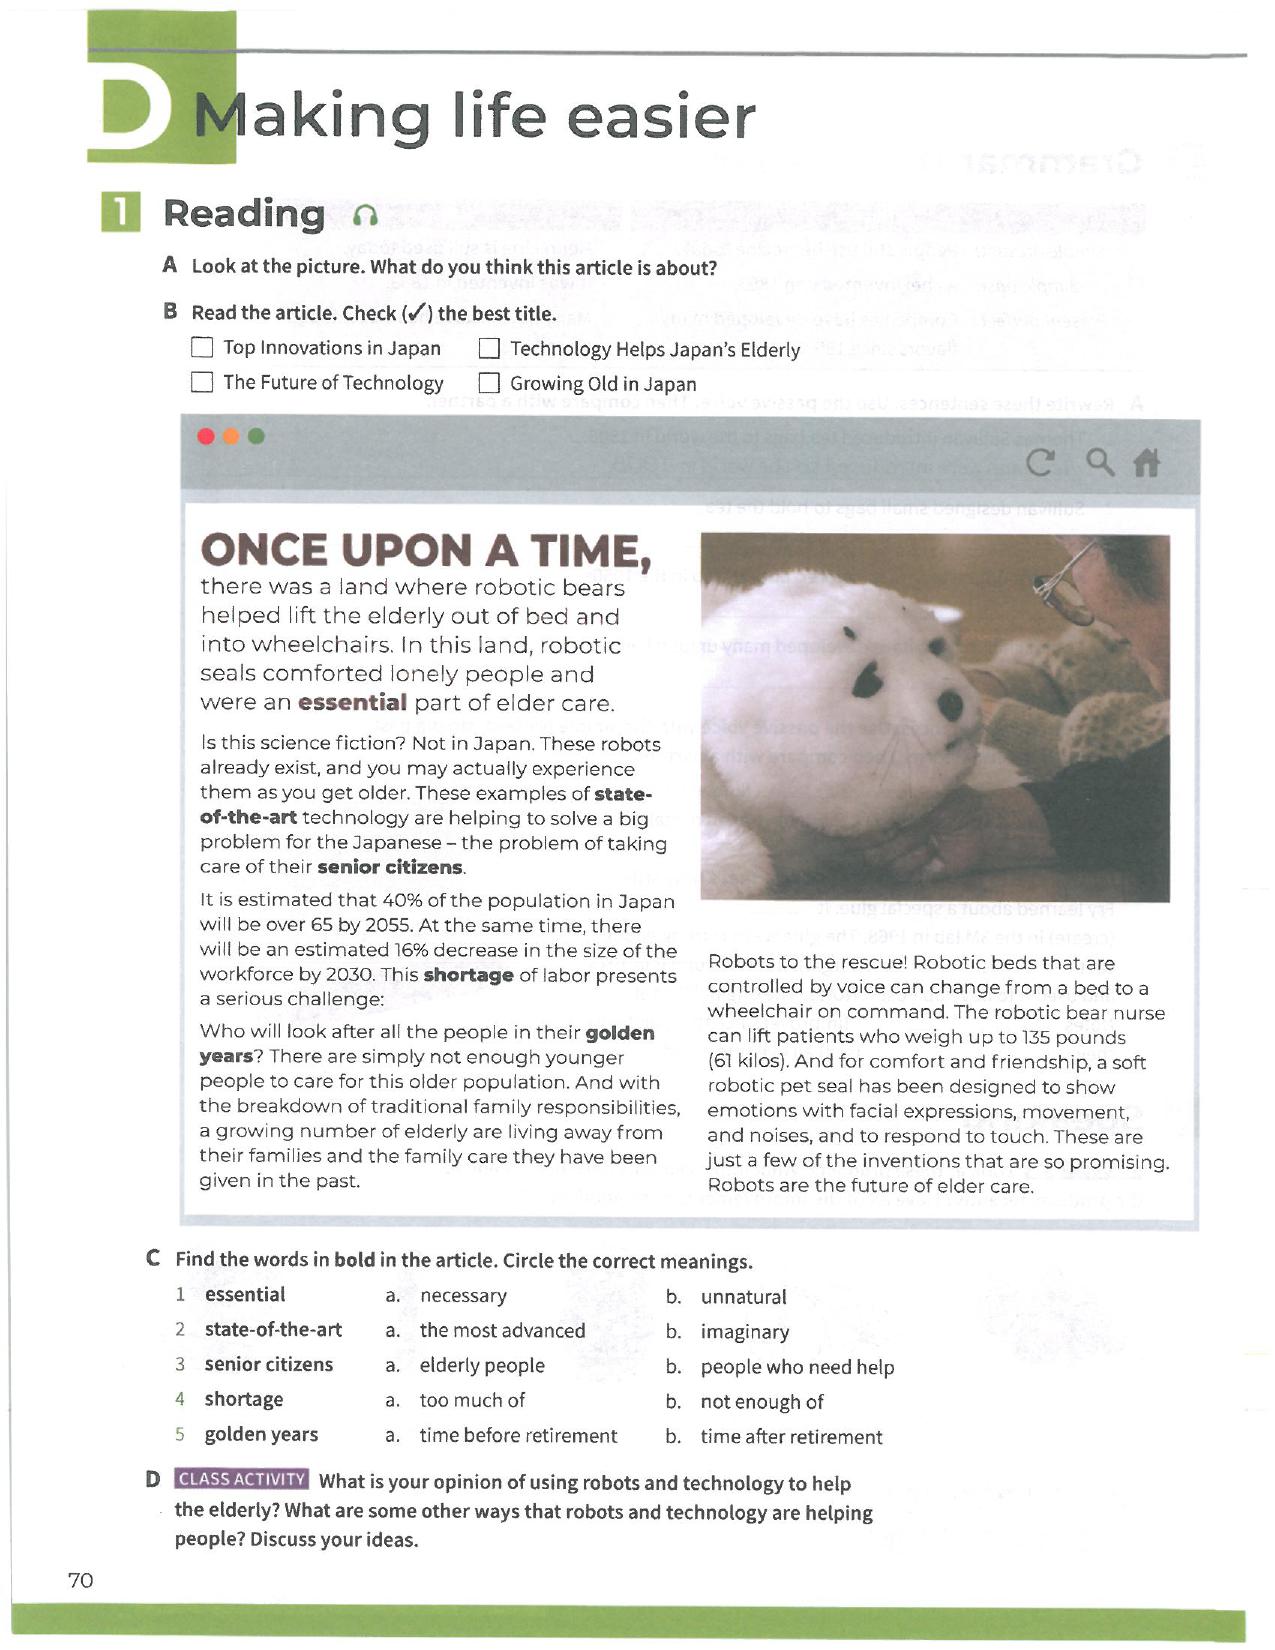 D Making life easier
1 Reading
A Look at the picture. What do you think this article is about?
B Read the article. Check (✓) the best title.
☐ Top Innovations in Japan ☐ Technology Helps Japan's Elderly
☐ The Future of Technology ☐ Growing Old in Japan
ONCE UPON A TIME,
there was a land where robotic bears
helped lift the elderly out of bed and
into wheelchairs. In this land, robotic
seals comforted lonely people and
were an essential part of elder care.
Is this science fiction? Not in Japan. These robots
already exist, and you may actually experience
them as you get older. These examples of state-
of-the-art technology are helping to solve a big
problem for the Japanese – the problem of taking
care of their senior citizens.
It is estimated that 40% of the population in Japan
will be over 65 by 2055. At the same time, there
will be an estimated 16% decrease in the size of the
workforce by 2030. This shortage of labor presents
a serious challenge:
Who will look after all the people in their golden
years? There are simply not enough younger
people to care for this older population. And with
the breakdown of traditional family responsibilities,
a growing number of elderly are living away from
their families and the family care they have been
given in the past.
Robots to the rescue! Robotic beds that are
controlled by voice can change from a bed to a
wheelchair on command. The robotic bear nurse
can lift patients who weigh up to 135 pounds
(61 kilos). And for comfort and friendship, a soft
robotic pet seal has been designed to show
emotions with facial expressions, movement,
and noises, and to respond to touch. These are
just a few of the inventions that are so promising.
Robots are the future of elder care.
C Find the words in bold in the article. Circle the correct meanings.
1 essential a. necessary b. unnatural
2 state-of-the-art a. the most advanced b. imaginary
3 senior citizens a. elderly people b. people who need help
4 shortage a. too much of b. not enough of
5 golden years a. time before retirement b. time after retirement
D CLASS ACTIVITY What is your opinion of using robots and technology to help
the elderly? What are some other ways that robots and technology are helping
people? Discuss your ideas.
70